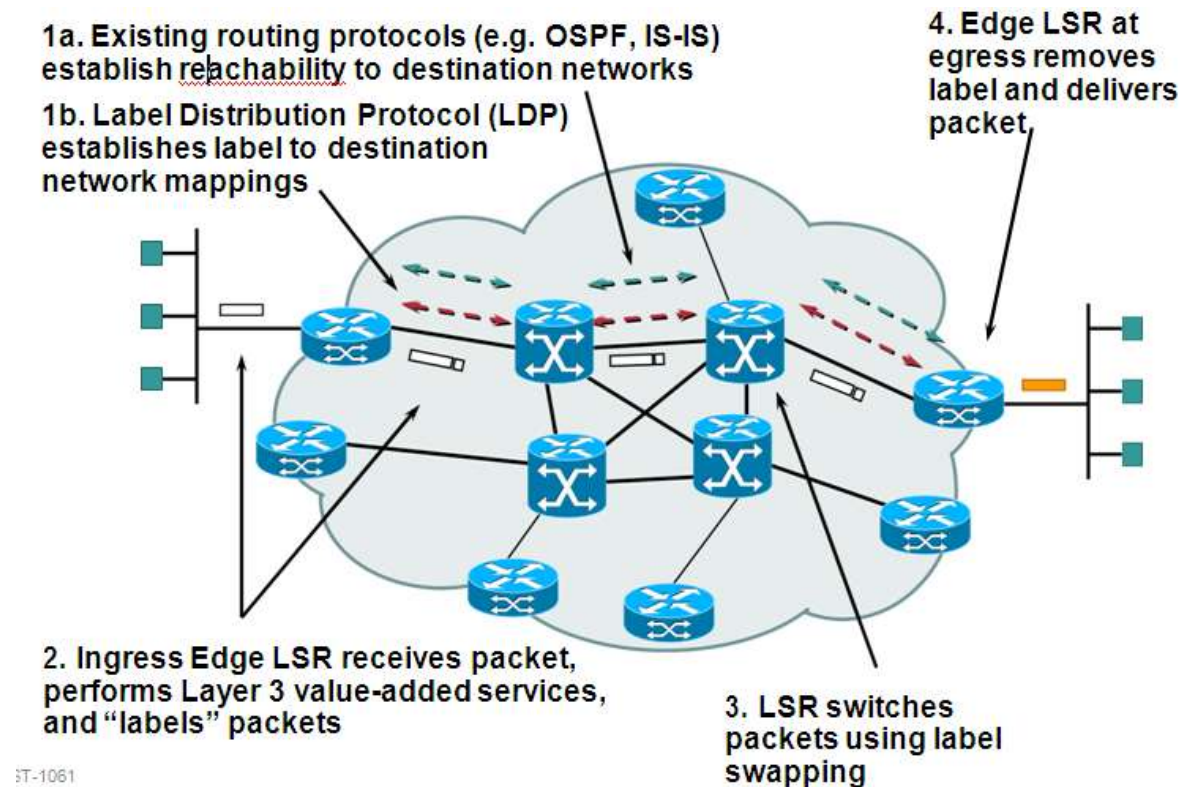 1a. Existing routing protocols (e.g. OSPF, IS-IS)
establish reachability to destination networks
1b. Label Distribution Protocol (LDP)
establishes label to destination
network mappings
4. Edge LSR at
egress removes
label and delivers
packet
2. Ingress Edge LSR receives packet,
performs Layer 3 value-added services,
and “labels” packets
3. LSR switches
packets using label
swapping
ST-1061